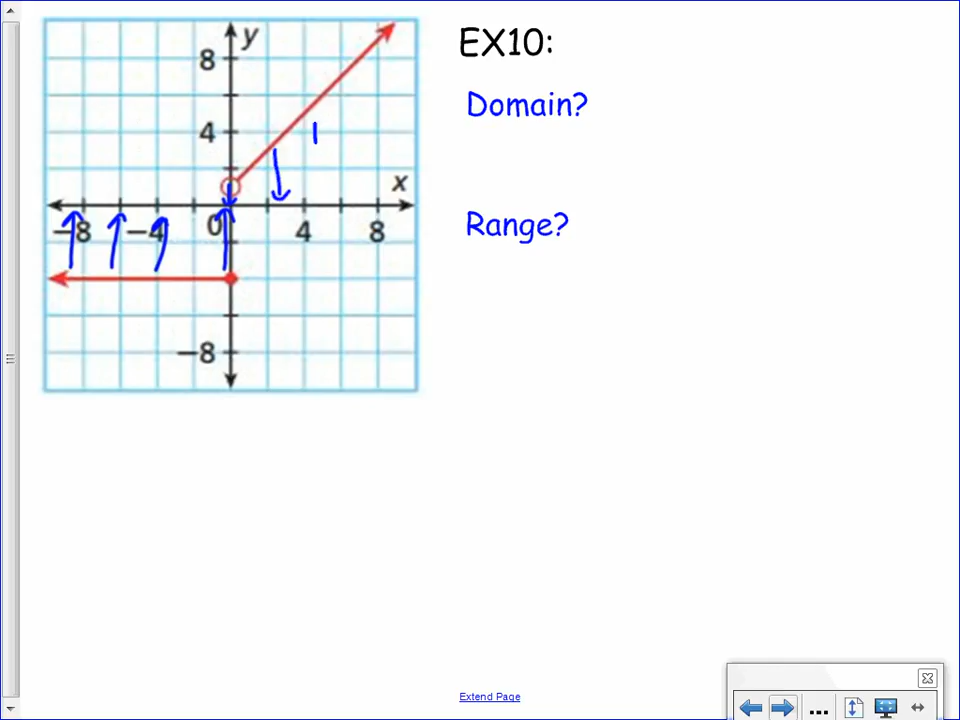 EX10:
Domain?
Range?
y
8
4
x
−8 −4 0 4 8
−8
Extend Page
...